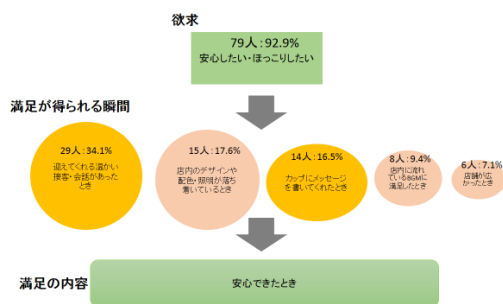 欲求
79人：92.9%
安心したい・ほっこりしたい
満足が得られる瞬間
29人：34.1%
迎えてくれる温かい
接客・会話があった
とき
15人：17.6%
店内のデザインや
配色・照明が落ち
着いているとき
14人：16.5%
カップにメッセージ
を書いてくれたとき
8人：9.4%
店内に流れ
ているBGMに
満足したとき
6人：7.1%
店舗が広
かったとき
満足の内容
安心できたとき